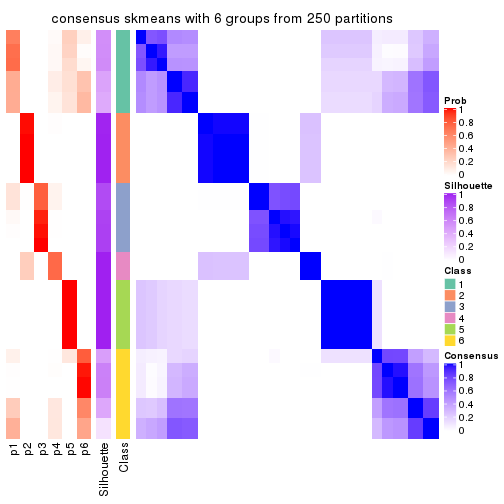 consensus skmeans with 6 groups from 250 partitions
Prob
1
0.8
0.6
0.4
0.2
0
Silhouette
1
0.8
0.6
0.4
0.2
0
Class
1
2
3
4
5
6
Consensus
1
0.8
0.6
0.4
0.2
0
p1
p2
p3
p4
p5
p6
Silhouette
Class